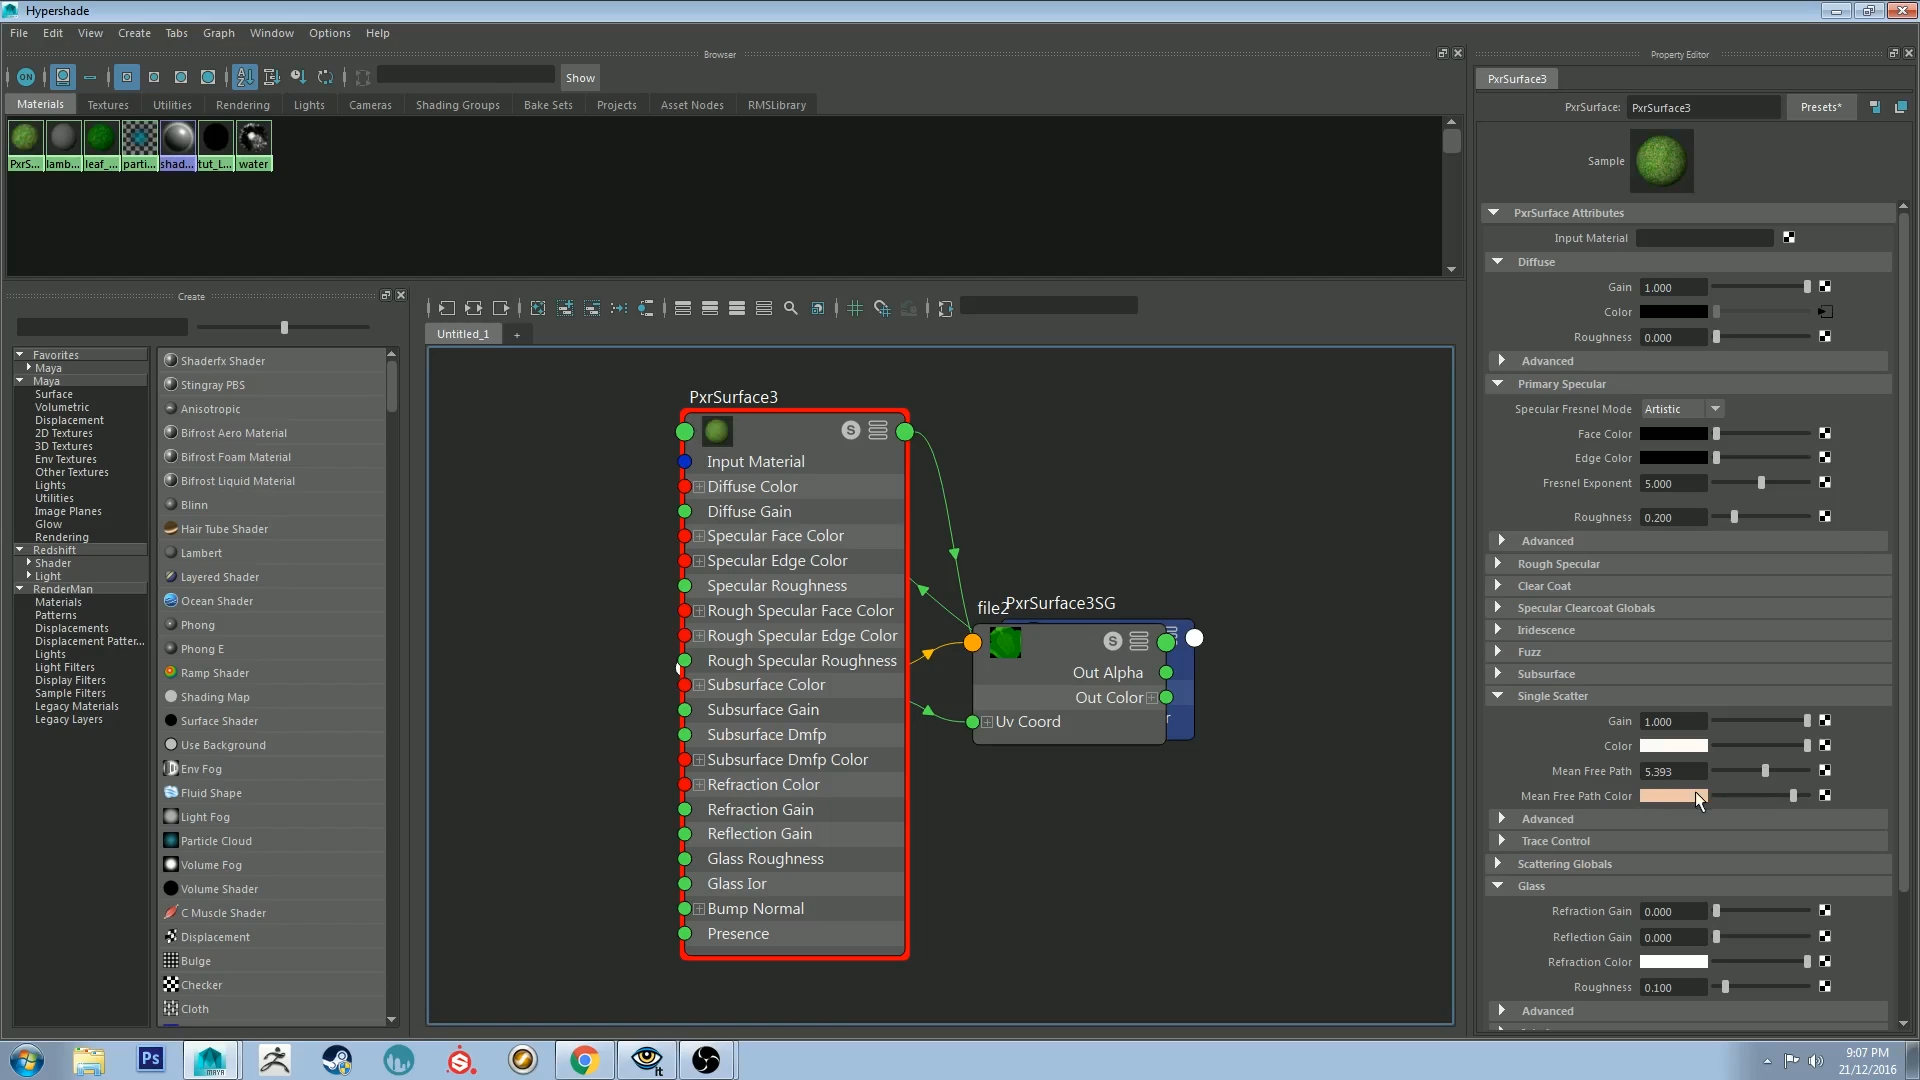 Hypershade
File Edit View Create Tabs Graph Window Options Help
Browser
ON
Show
Materials Textures Utilities Rendering Lights Cameras Shading Groups Bake Sets Projects Asset Nodes RMSLibrary
PxrS... lamb... leaf_... parti... shad... tut_L... water
Create
Untitled_1 +
Favorites
Maya
Maya
Surface
Volumetric
Displacement
2D Textures
3D Textures
Env Textures
Other Textures
Lights
Utilities
Image Planes
Glow
Rendering
Redshift
Shader
Light
RenderMan
Materials
Patterns
Displacements
Displacement Patter...
Lights
Light Filters
Display Filters
Sample Filters
Legacy Materials
Legacy Layers
Shaderfx Shader
Stingray PBS
Anisotropic
Bifrost Aero Material
Bifrost Foam Material
Bifrost Liquid Material
Blinn
Hair Tube Shader
Lambert
Layered Shader
Ocean Shader
Phong
Phong E
Ramp Shader
Shading Map
Surface Shader
Use Background
Env Fog
Fluid Shape
Light Fog
Particle Cloud
Volume Fog
Volume Shader
C Muscle Shader
Displacement
Bulge
Checker
Cloth
PxrSurface3
S
Input Material
Diffuse Color
Diffuse Gain
Specular Face Color
Specular Edge Color
Specular Roughness
Rough Specular Face Color
Rough Specular Edge Color
Rough Specular Roughness
Subsurface Color
Subsurface Gain
Subsurface Dmfp
Subsurface Dmfp Color
Refraction Color
Refraction Gain
Reflection Gain
Glass Roughness
Glass Ior
Bump Normal
Presence
file2 PxrSurface3SG
S
Out Alpha
Out Color
Uv Coord
Property Editor
PxrSurface3
PxrSurface: PxrSurface3 Presets*
Sample
PxrSurface Attributes
Input Material
Diffuse
Gain 1.000
Color
Roughness 0.000
Advanced
Primary Specular
Specular Fresnel Mode Artistic
Face Color
Edge Color
Fresnel Exponent 5.000
Roughness 0.200
Advanced
Rough Specular
Clear Coat
Specular Clearcoat Globals
Iridescence
Fuzz
Subsurface
Single Scatter
Gain 1.000
Color
Mean Free Path 5.393
Mean Free Path Color
Advanced
Trace Control
Scattering Globals
Glass
Refraction Gain 0.000
Reflection Gain 0.000
Refraction Color
Roughness 0.100
Advanced
Ps
MAYA
it
9:07 PM
21/12/2016